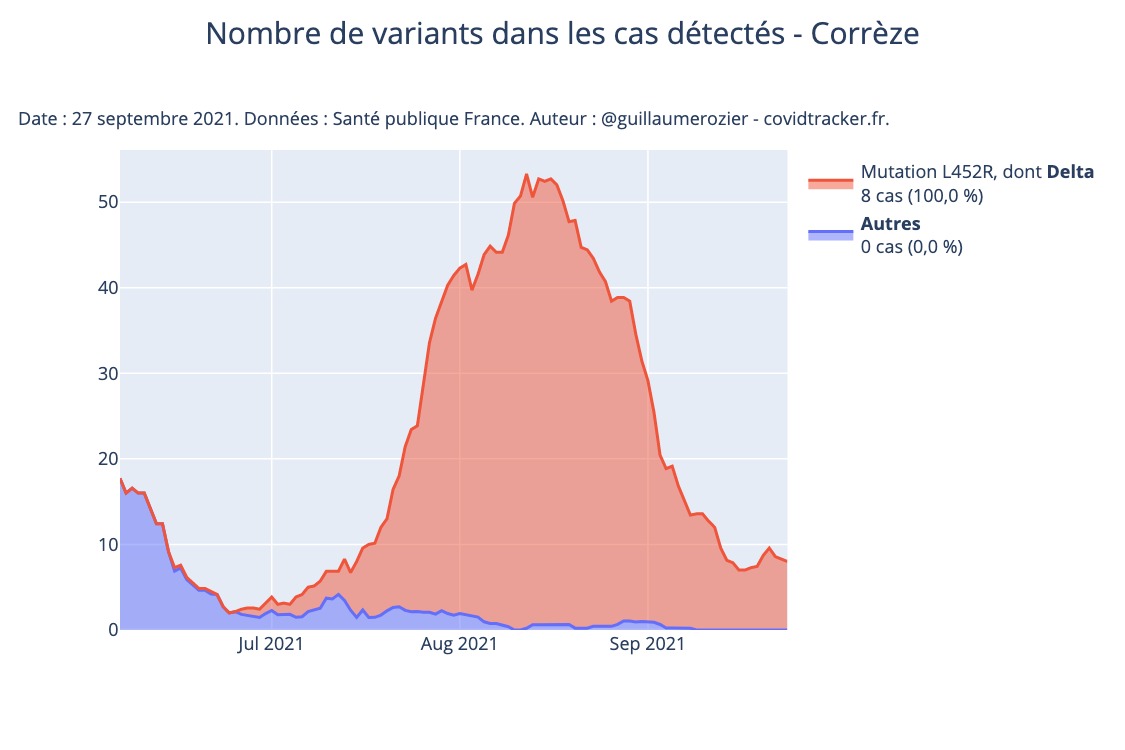 Nombre de variants dans les cas détectés - Corrèze
Date : 27 septembre 2021. Données : Santé publique France. Auteur : @guillaumerozier - covidtracker.fr.
Mutation L452R, dont Delta
8 cas (100,0 %)
Autres
0 cas (0,0 %)
50
40
30
20
10
0
Jul 2021
Aug 2021
Sep 2021